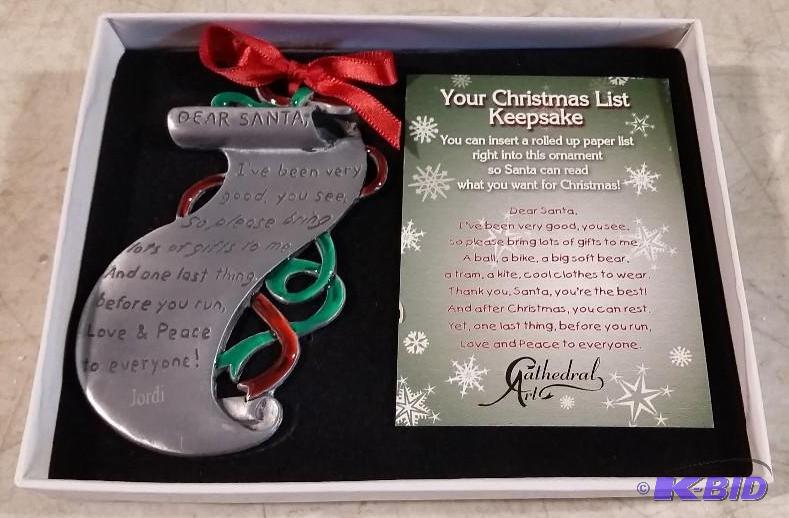 DEAR SANTA,
I've been very
good, you see,
so please bring
lots of gifts to me
And one last thing,
before you run,
Love & Peace
to everyone!
Jordi
Your Christmas List
Keepsake
You can insert a rolled up paper list
right into this ornament
so Santa can read
what you want for Christmas!
Dear Santa,
I've been very good, you see,
so please bring lots of gifts to me.
A ball, a bike, a big soft bear,
a train, a kite, cool clothes to wear.
Thank you, Santa, you're the best!
And after Christmas, you can rest.
Yet, one last thing, before you run,
Love and Peace to everyone.
Cathedral
Art
© K-BID